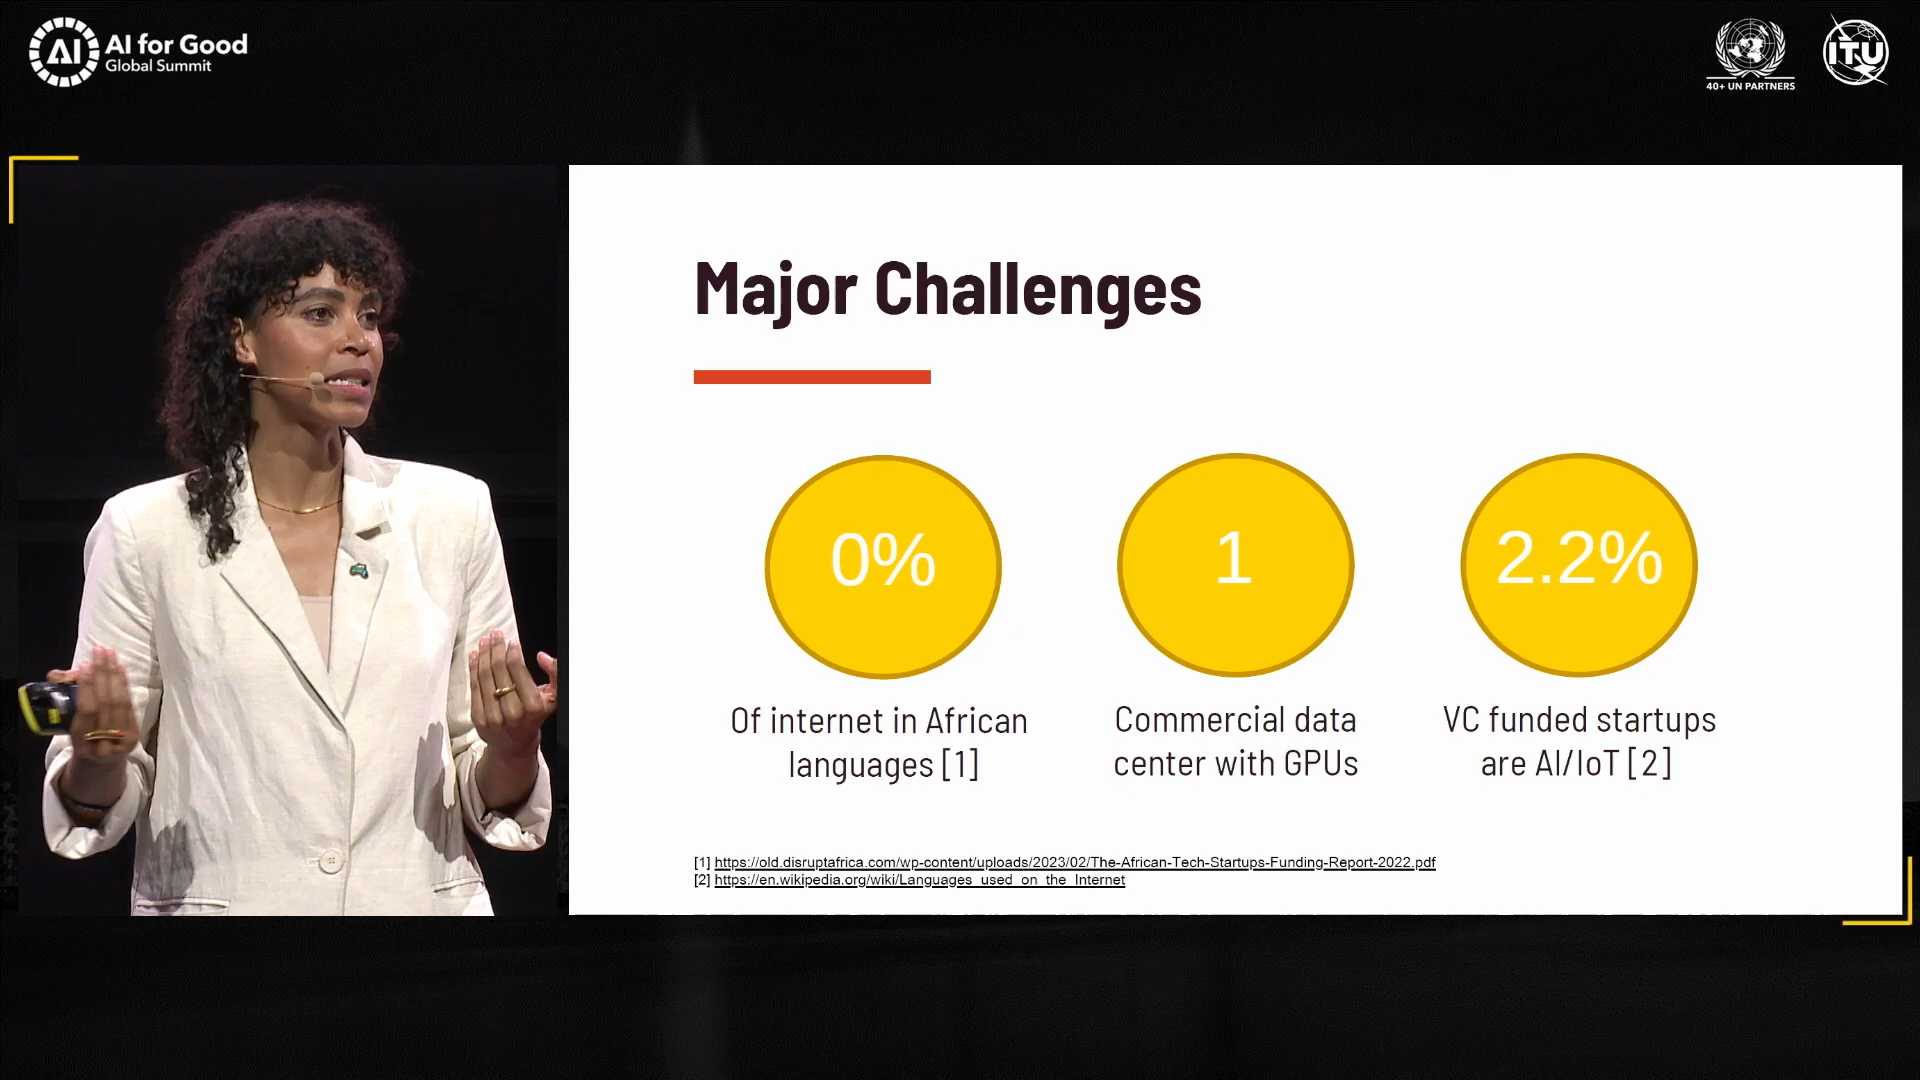 AI
AI for Good
Global Summit
40+ UN PARTNERS
ITU
Major Challenges
0%
1
2.2%
Of internet in African
languages [1]
Commercial data
center with GPUs
VC funded startups
are AI/IoT [2]
[1] https://old.disruptafrica.com/wp-content/uploads/2023/02/The-African-Tech-Startups-Funding-Report-2022.pdf
[2] https://en.wikipedia.org/wiki/Languages_used_on_the_Internet